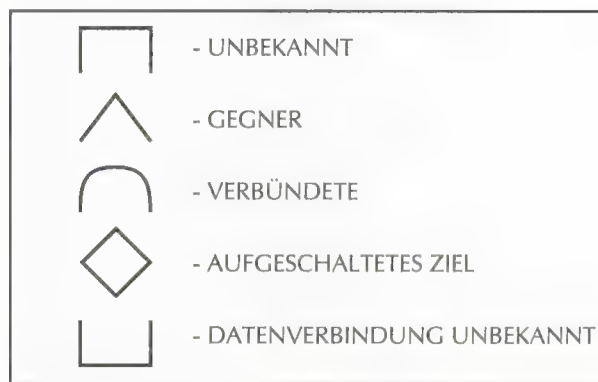 - UNBEKANNT
- GEGNER
- VERBÜNDETE
- AUFGESCHALTETES ZIEL
- DATENVERBINDUNG UNBEKANNT